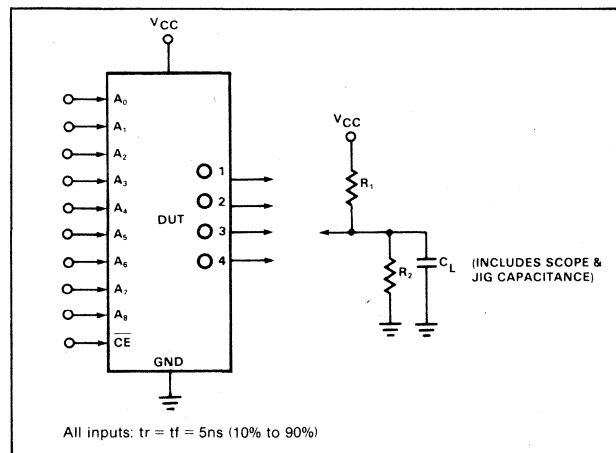 VCC
A0
A1
A2
A3
A4
A5
A6
A7
A8
CE
DUT
O 1
O 2
O 3
O 4
GND
VCC
R1
R2
CL
(INCLUDES SCOPE &
JIG CAPACITANCE)
All inputs: tr = tf = 5ns (10% to 90%)